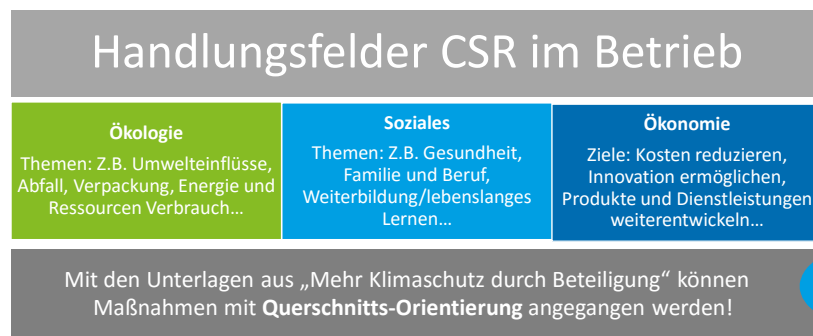 Handlungsfelder CSR im Betrieb
Ökologie
Themen: Z.B. Umwelteinflüsse,
Abfall, Verpackung, Energie und
Ressourcen Verbrauch…
Soziales
Themen: Z.B. Gesundheit,
Familie und Beruf,
Weiterbildung/lebenslanges
Lernen…
Ökonomie
Ziele: Kosten reduzieren,
Innovation ermöglichen,
Produkte und Dienstleistungen
weiterentwickeln…
Mit den Unterlagen aus „Mehr Klimaschutz durch Beteiligung“ können
Maßnahmen mit Querschnitts-Orientierung angegangen werden!